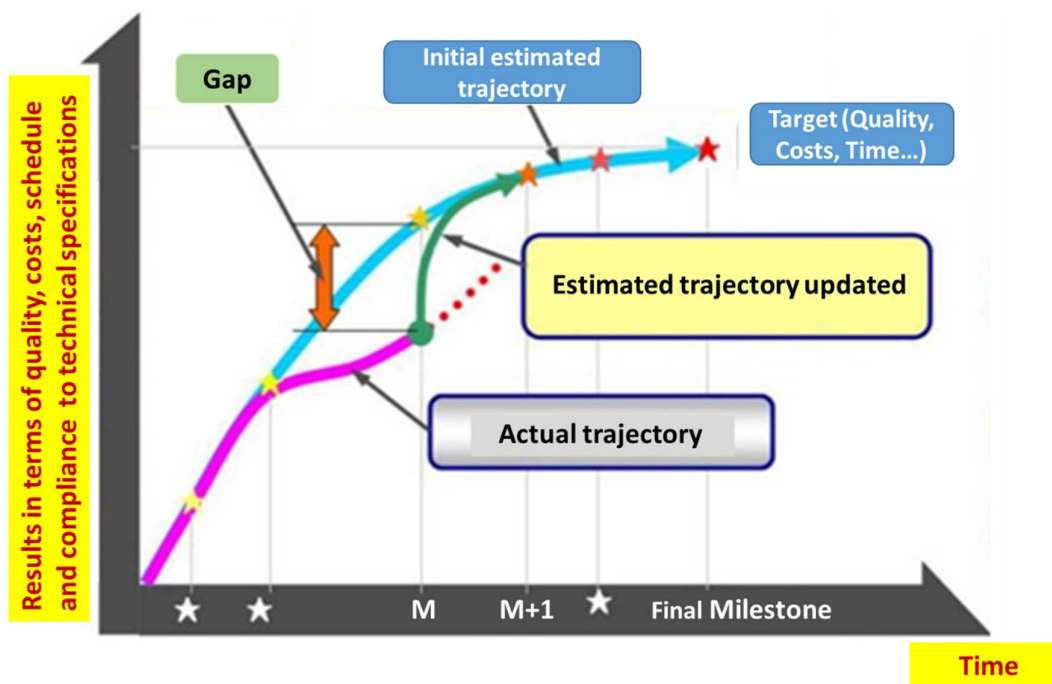 Results in terms of quality, costs, schedule
and compliance to technical specifications
Gap
Initial estimated
trajectory
Target (Quality,
Costs, Time...)
Estimated trajectory updated
Actual trajectory
M
M+1
Final Milestone
Time